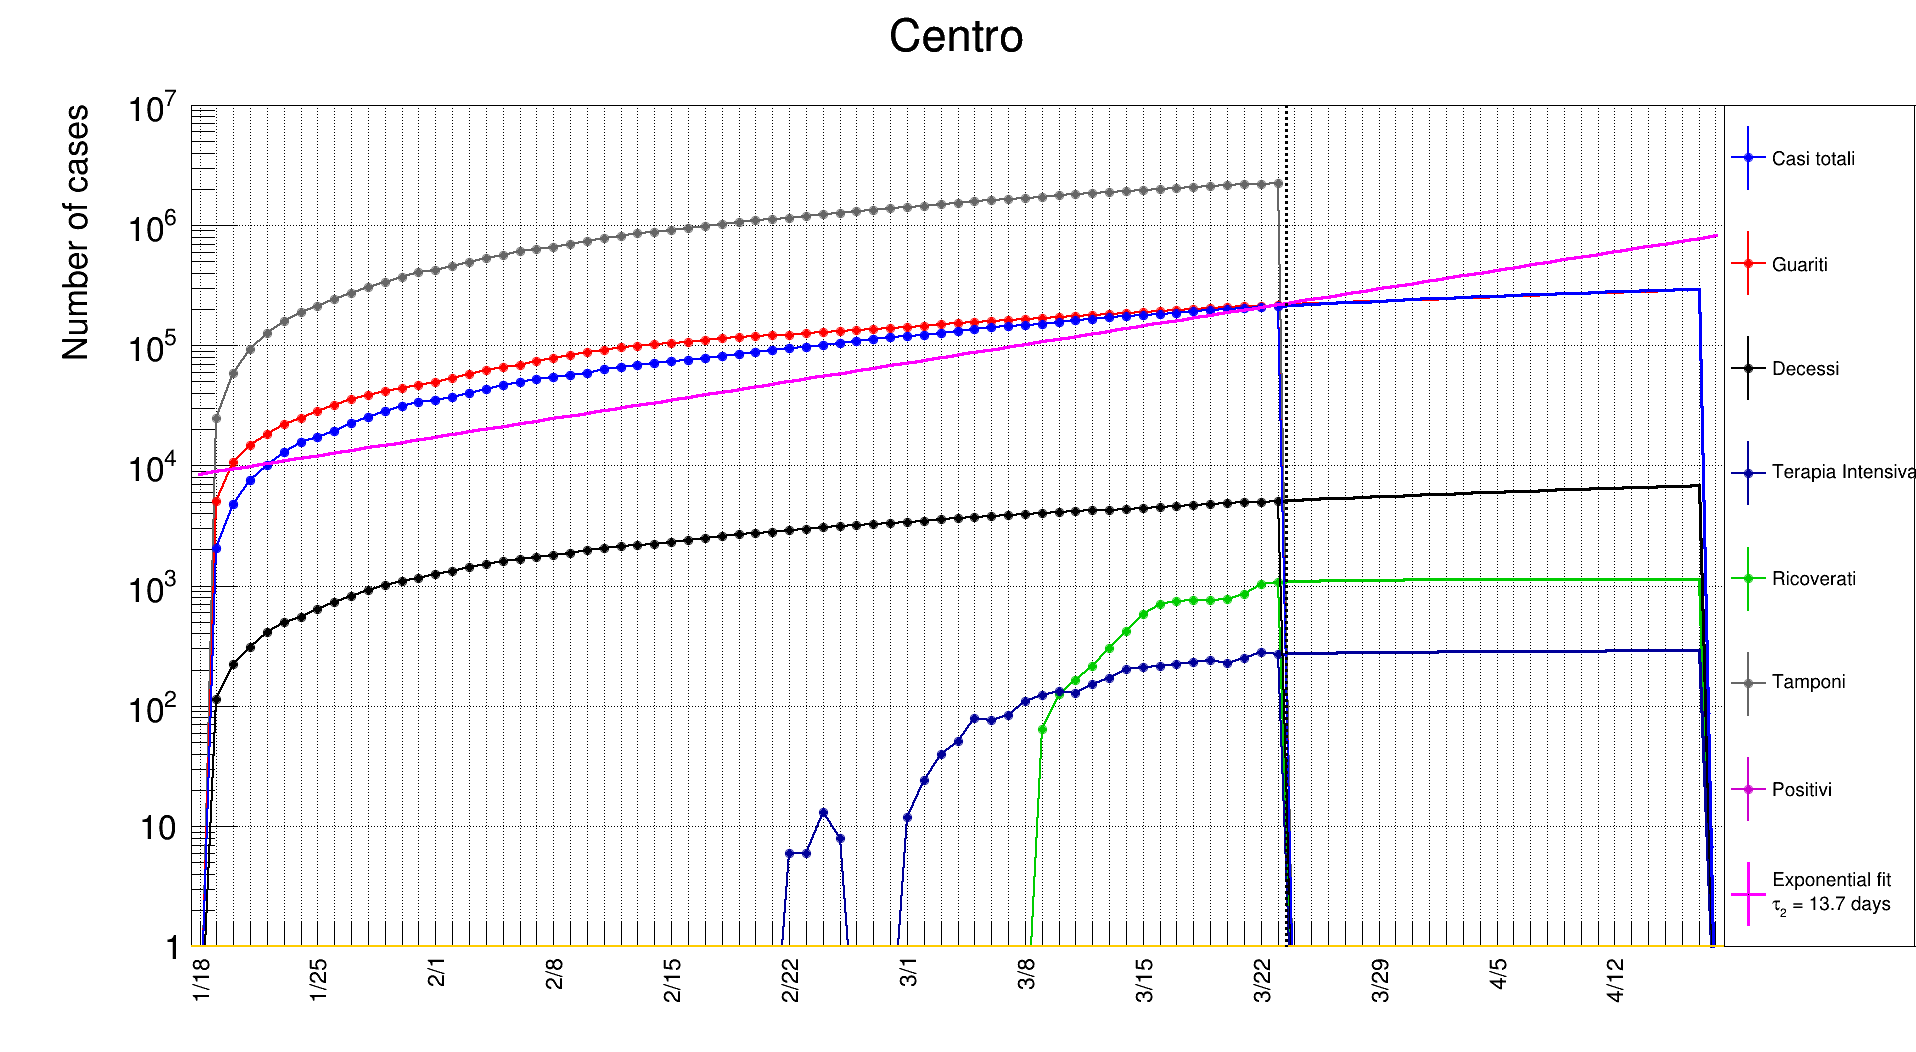 Centro
Number of cases
10^7
10^6
10^5
10^4
10^3
10^2
10
1
1/18
1/25
2/1
2/8
2/15
2/22
3/1
3/8
3/15
3/22
3/29
4/5
4/12
Casi totali
Guariti
Decessi
Terapia Intensiva
Ricoverati
Tamponi
Positivi
Exponential fit
τ_2 = 13.7 days